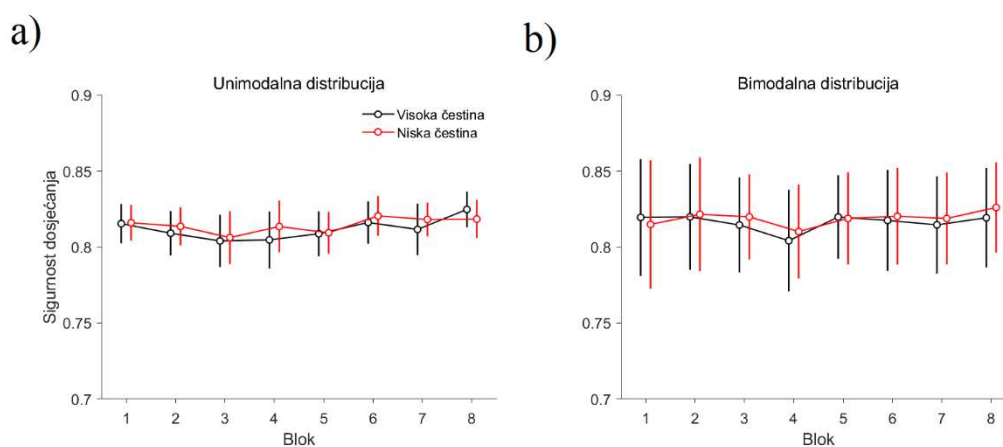 a)
Unimodalna distribucija
0.9
0.85
0.8
0.75
0.7
Sigurnost dosjećanja
Visoka čestina
Niska čestina
1 2 3 4 5 6 7 8
Blok
b)
Bimodalna distribucija
0.9
0.85
0.8
0.75
0.7
1 2 3 4 5 6 7 8
Blok